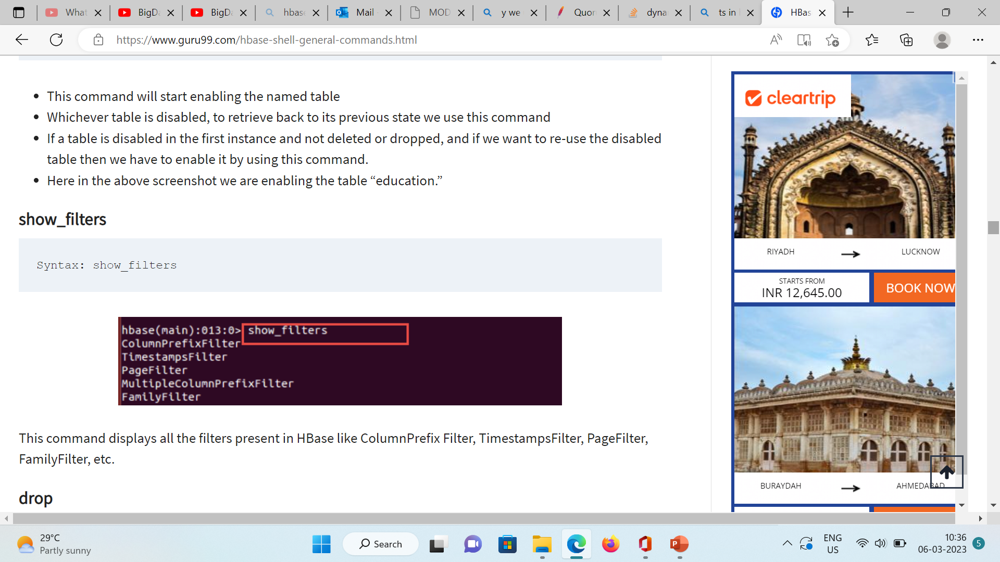 What
BigDa
BigDa
hbase
Mail -
MOD
y we
Quor
dyna
ts in
HBas
https://www.guru99.com/hbase-shell-general-commands.html
This command will start enabling the named table
Whichever table is disabled, to retrieve back to its previous state we use this command
If a table is disabled in the first instance and not deleted or dropped, and if we want to re-use the disabled
table then we have to enable it by using this command.
Here in the above screenshot we are enabling the table “education.”
show_filters
Syntax: show_filters
hbase(main):013:0> show_filters
ColumnPrefixFilter
TimestampsFilter
PageFilter
MultipleColumnPrefixFilter
FamilyFilter
This command displays all the filters present in HBase like ColumnPrefix Filter, TimestampsFilter, PageFilter,
FamilyFilter, etc.
drop
cleartrip
RIYADH
LUCKNOW
STARTS FROM
INR 12,645.00
BOOK NOW
BURAYDAH
AHMEDABAD
29°C
Partly sunny
Search
ENG
US
10:36
06-03-2023
5